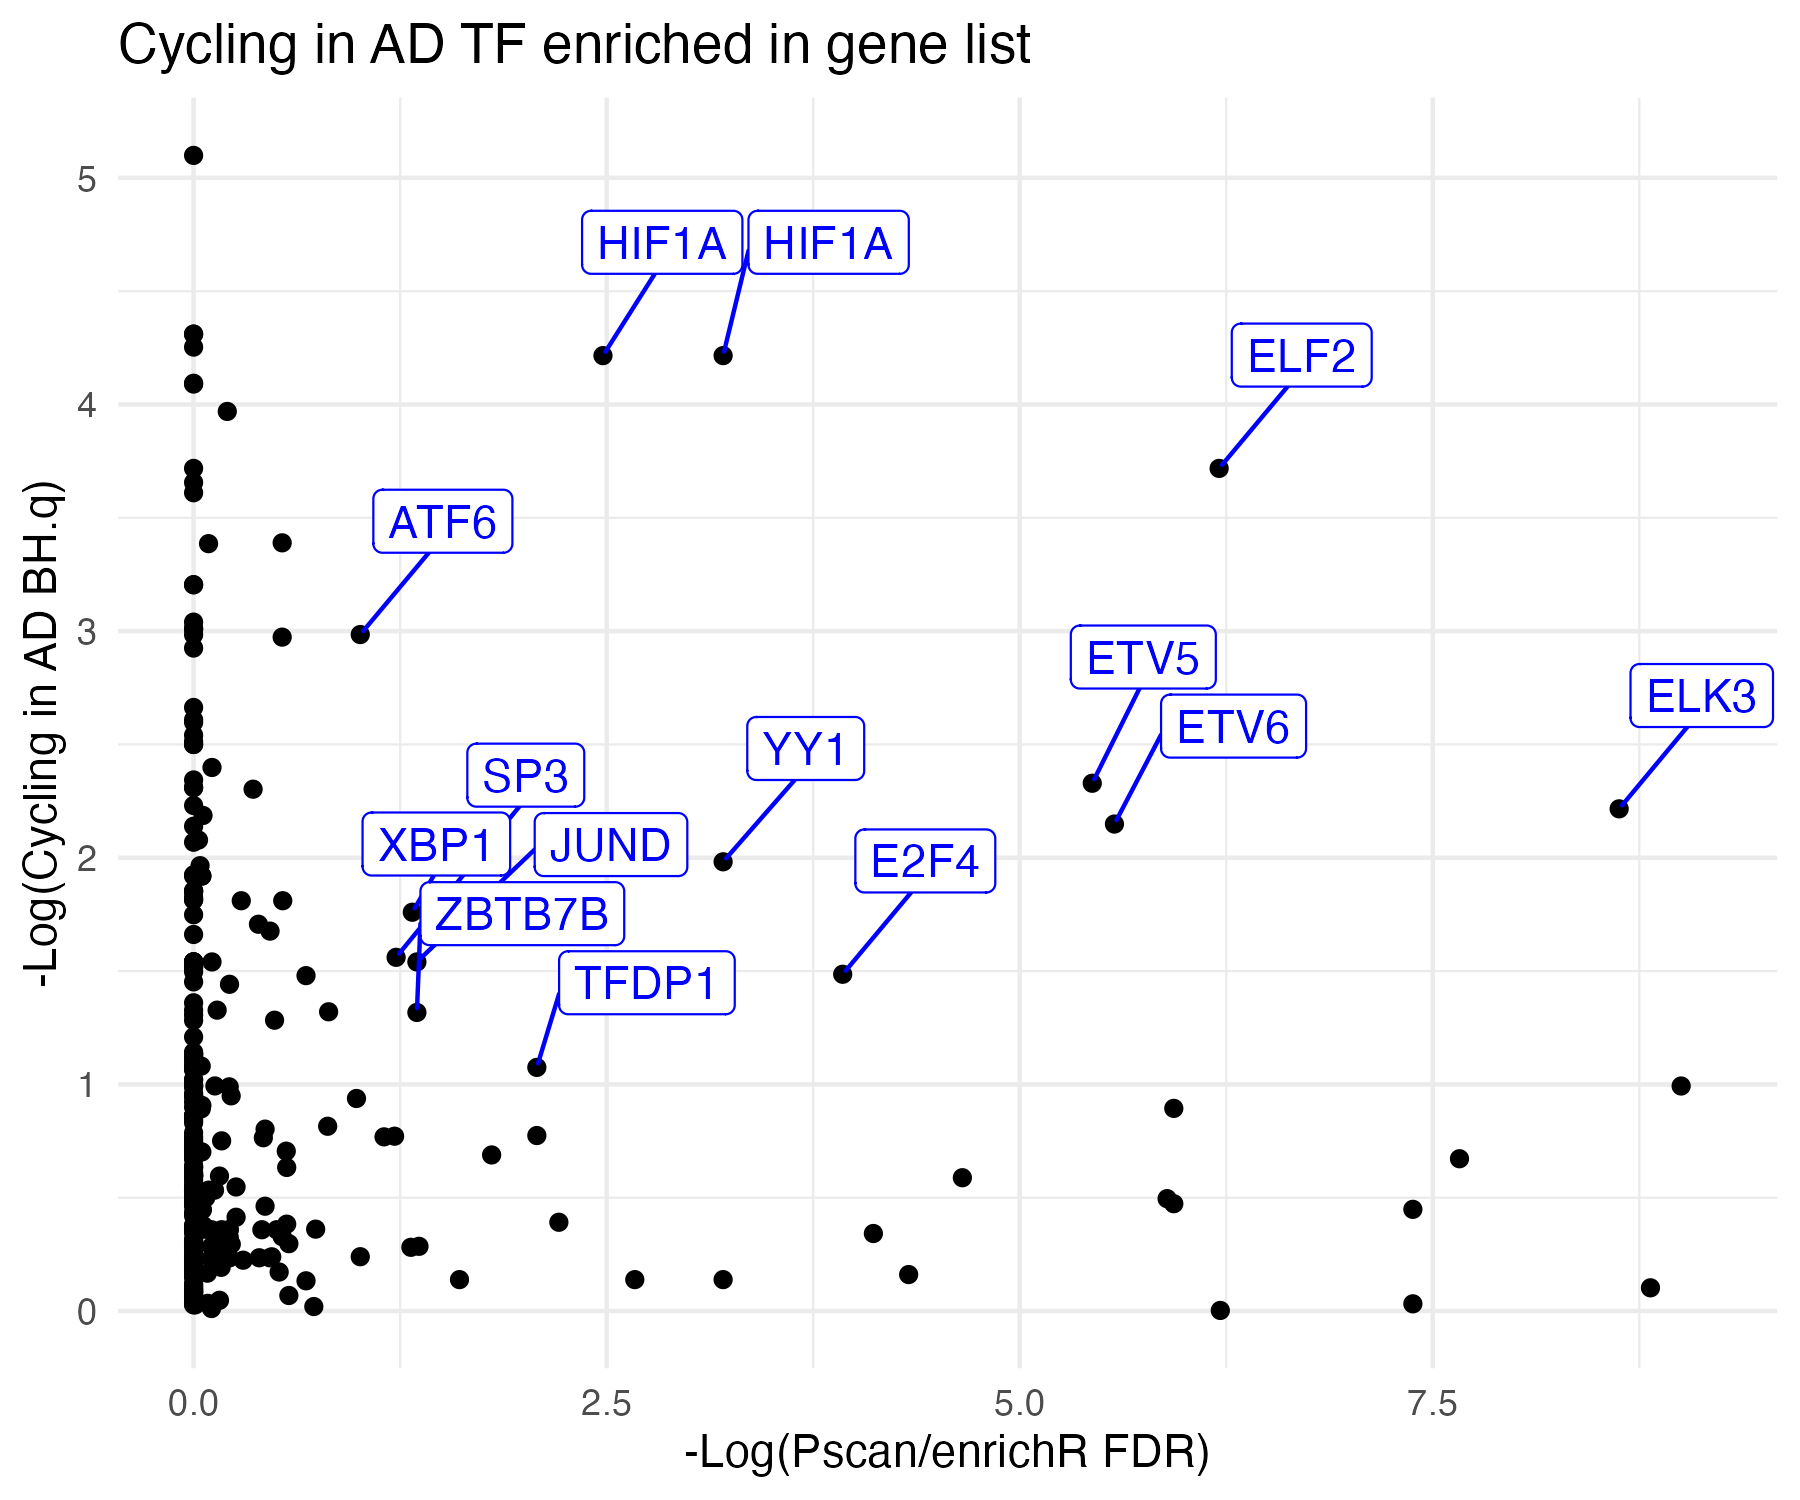 Cycling in AD TF enriched in gene list
-Log(Cycling in AD BH.q)
5
4
3
2
1
0
HIF1A
HIF1A
ELF2
ATF6
ETV5
ETV6
ELK3
YY1
SP3
XBP1
JUND
E2F4
ZBTB7B
TFDP1
0.0
2.5
5.0
7.5
-Log(Pscan/enrichR FDR)